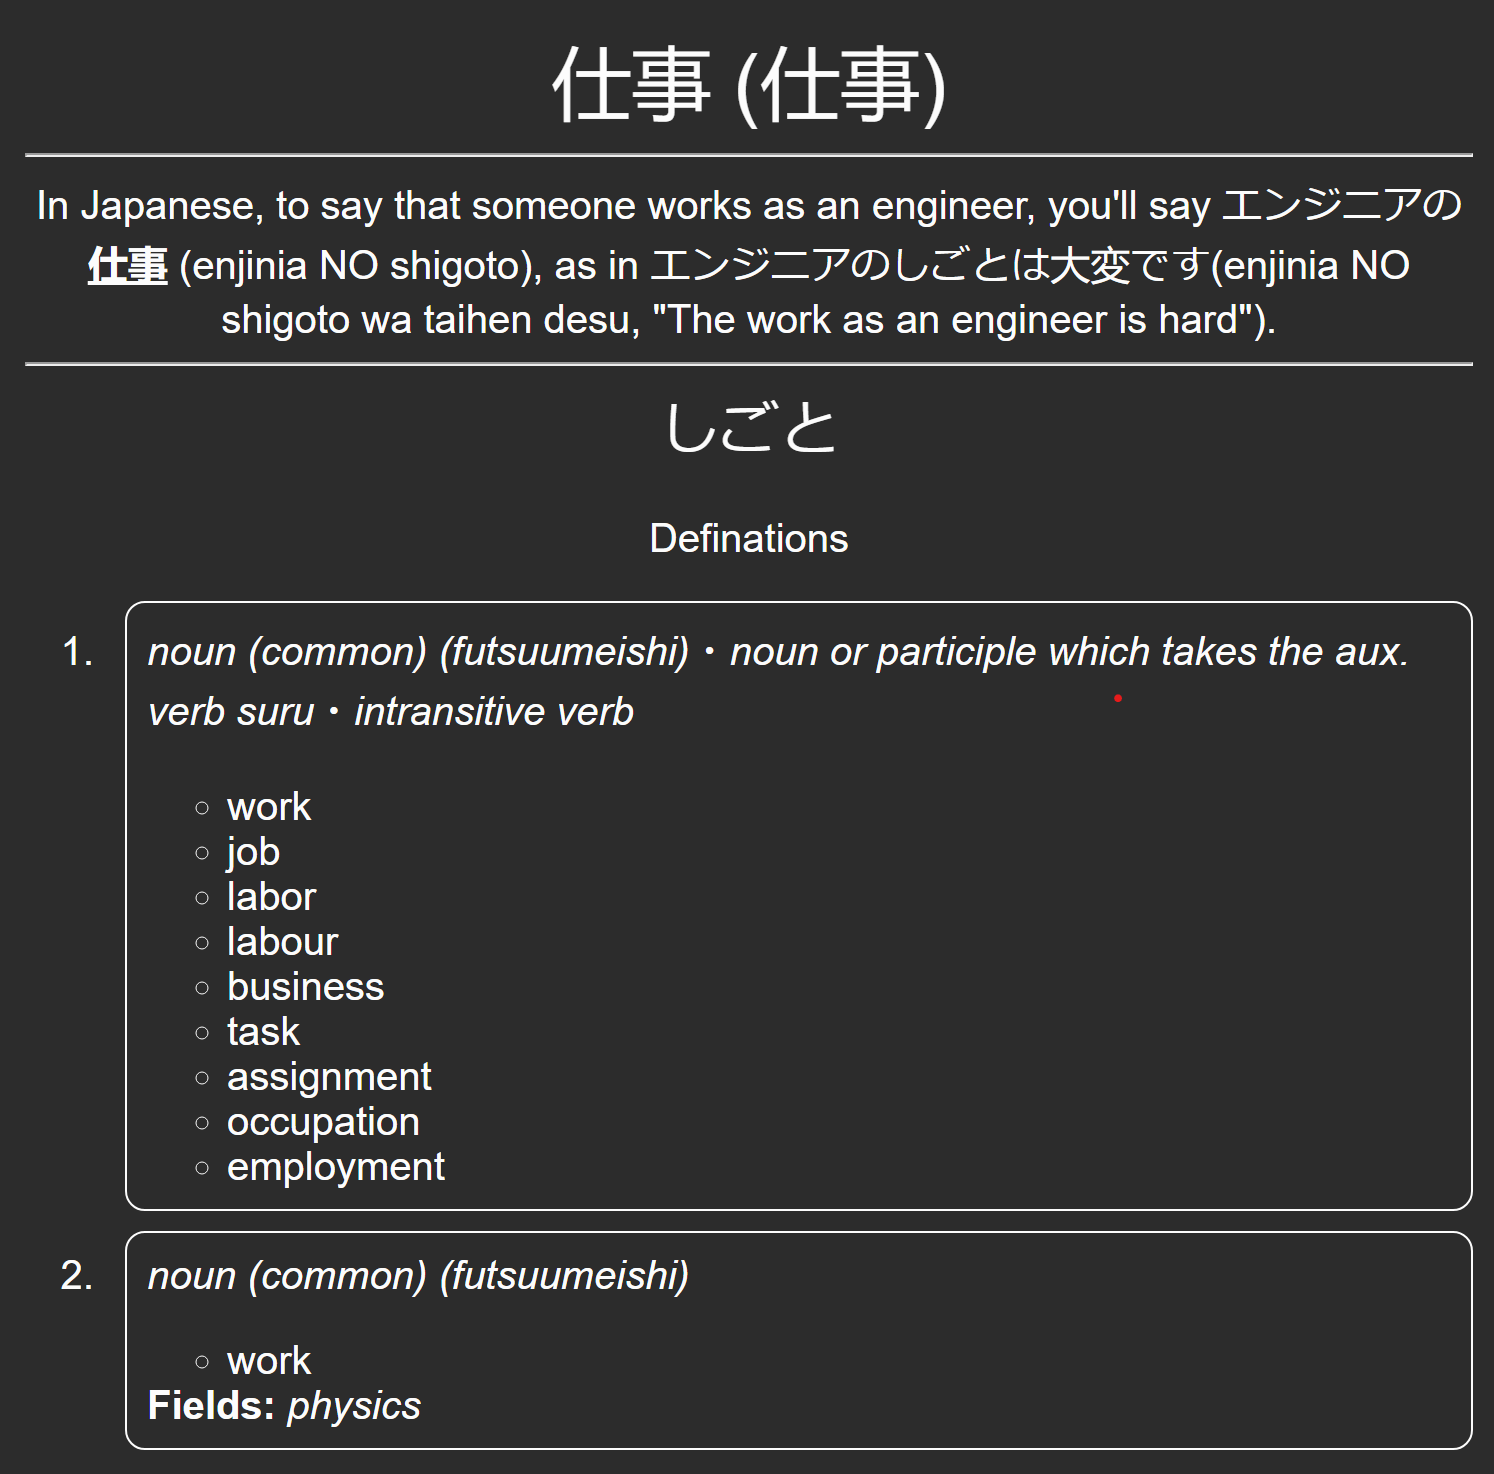 仕事 (仕事)
In Japanese, to say that someone works as an engineer, you'll say エンジニアの
仕事 (enjinia NO shigoto), as in エンジニアのしごとは大変です(enjinia NO
shigoto wa taihen desu, "The work as an engineer is hard").
しごと
Definations
1. noun (common) (futsuumeishi)・noun or participle which takes the aux.
verb suru・intransitive verb
work
job
labor
labour
business
task
assignment
occupation
employment
2. noun (common) (futsuumeishi)
work
Fields: physics